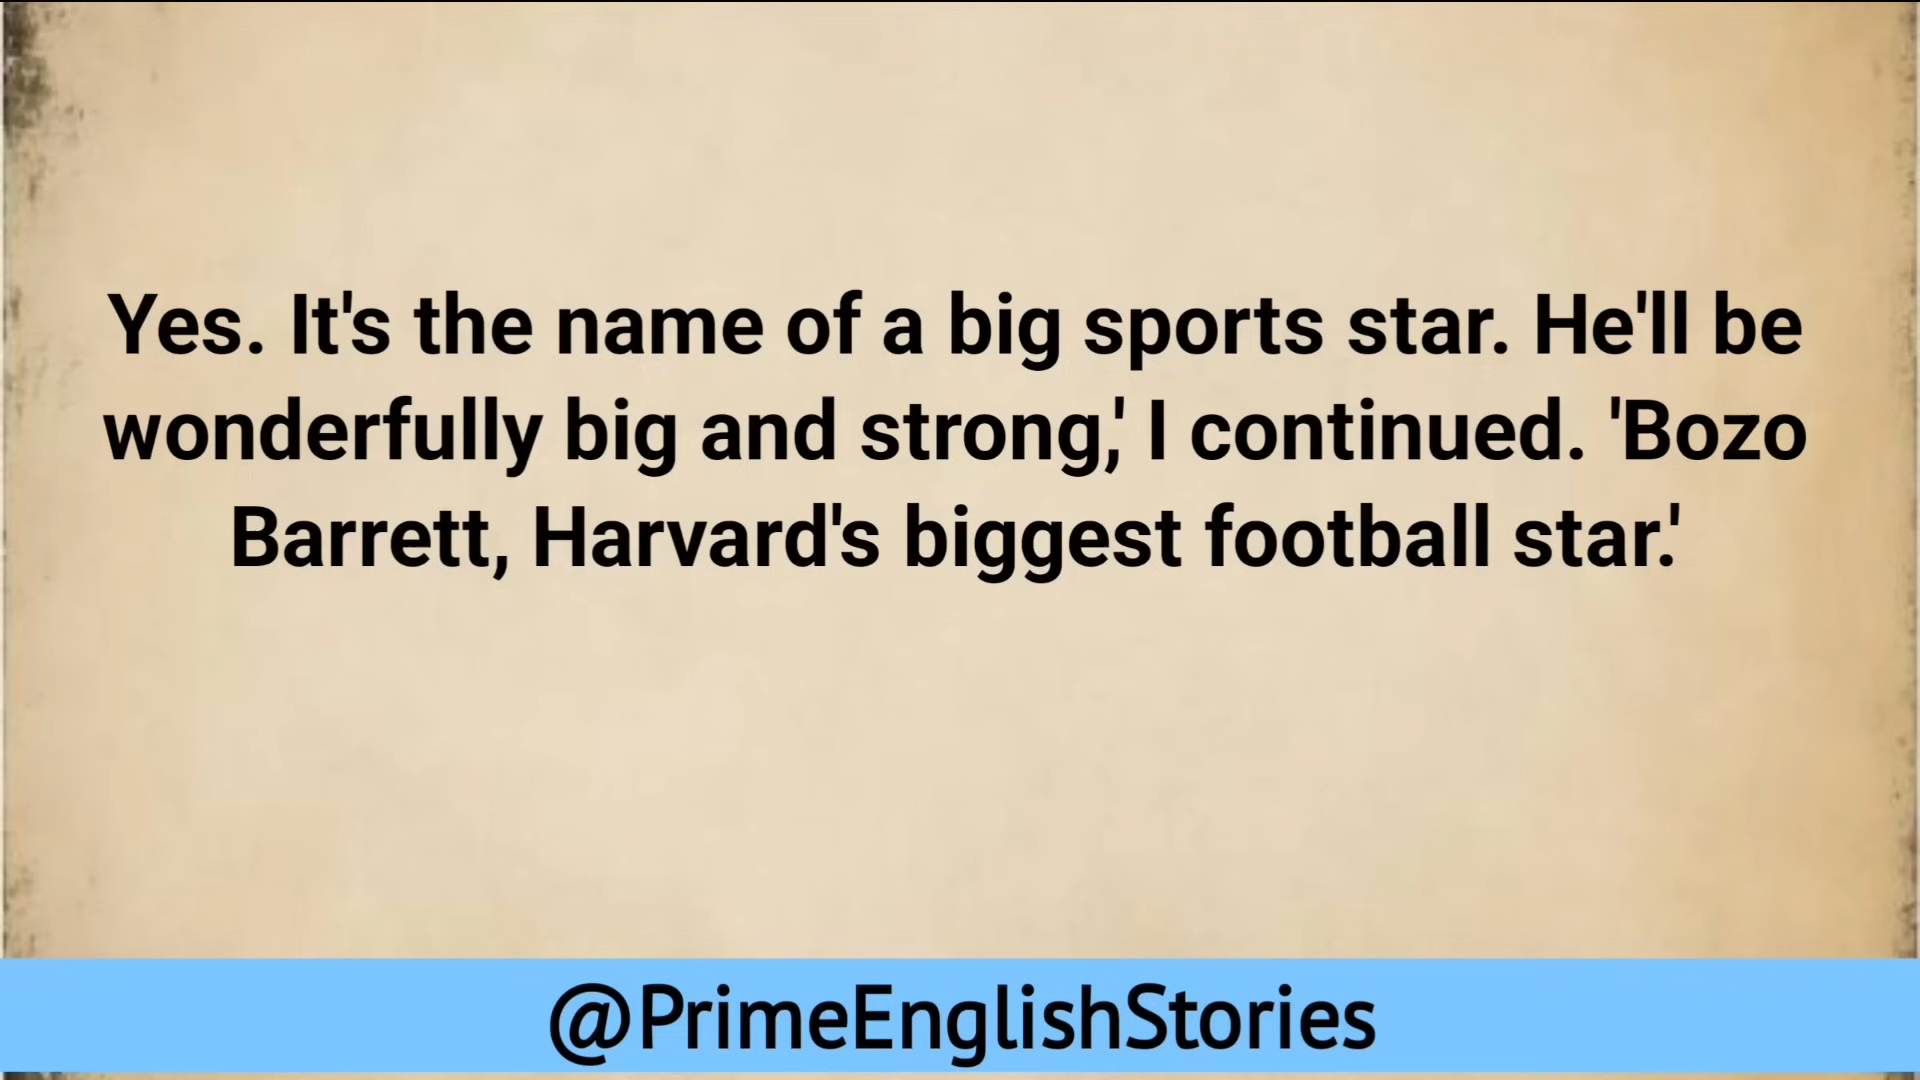 Yes. It's the name of a big sports star. He'll be
wonderfully big and strong,' I continued. 'Bozo
Barrett, Harvard's biggest football star.'
@PrimeEnglishStories